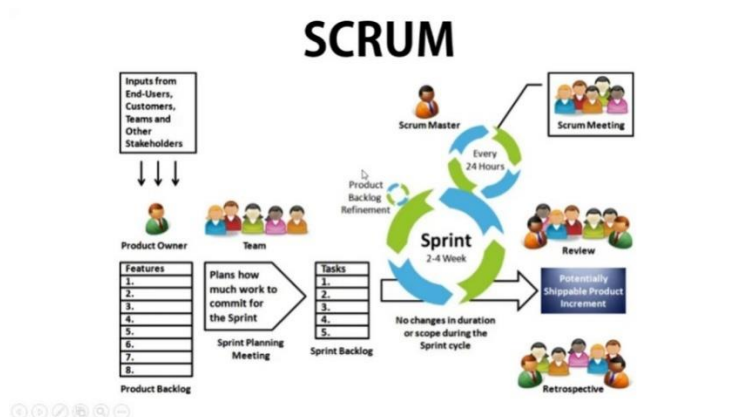 SCRUM
Inputs from
End-Users,
Customers,
Teams and
Other
Stakeholders
Product Owner
Team
Features
1.
2.
3.
4.
5.
6.
7.
8.
Product Backlog
Plans how
much work to
commit for
the Sprint
Sprint Planning
Meeting
Tasks
1.
2.
3.
4.
5.
Sprint Backlog
Scrum Master
Every
24 Hours
Scrum Meeting
Product
Backlog
Refinement
Sprint
2-4 Week
No changes in duration
or scope during the
Sprint cycle
Review
Potentially
Shippable Product
Increment
Retrospective